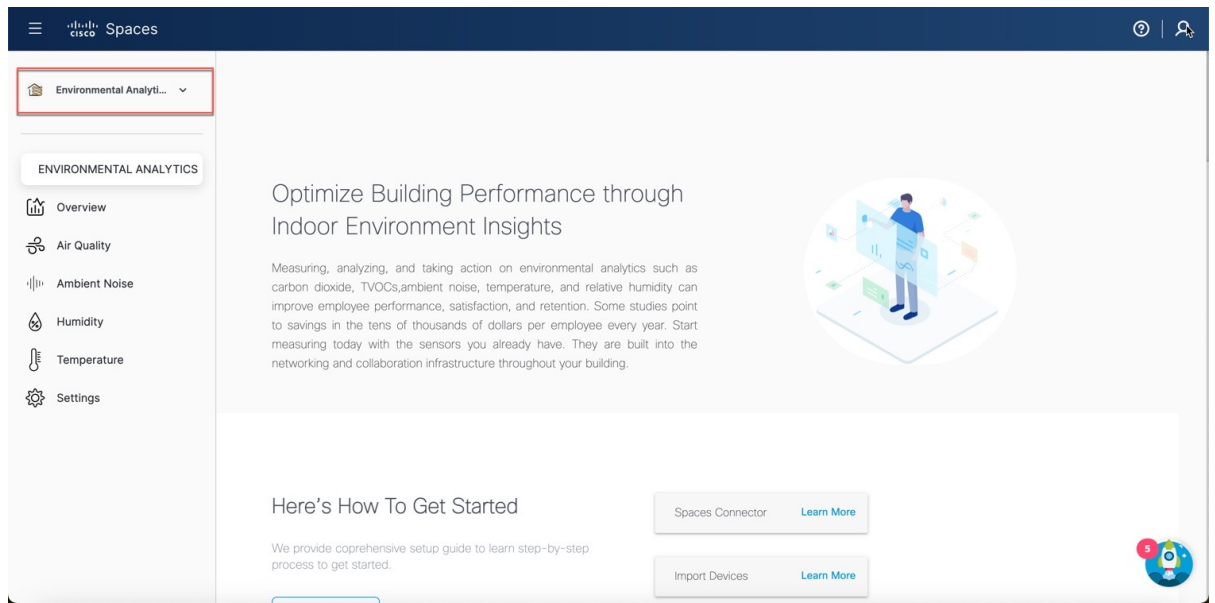 cisco Spaces
Environmental Analyti...
ENVIRONMENTAL ANALYTICS
Overview
Air Quality
Ambient Noise
Humidity
Temperature
Settings
Optimize Building Performance through
Indoor Environment Insights
Measuring, analyzing, and taking action on environmental analytics such as
carbon dioxide, TVOCs,ambient noise, temperature, and relative humidity can
improve employee performance, satisfaction, and retention. Some studies point
to savings in the tens of thousands of dollars per employee every year. Start
measuring today with the sensors you already have. They are built into the
networking and collaboration infrastructure throughout your building.
Here's How To Get Started
We provide coprehensive setup guide to learn step-by-step
process to get started.
Spaces Connector Learn More
Import Devices Learn More
5